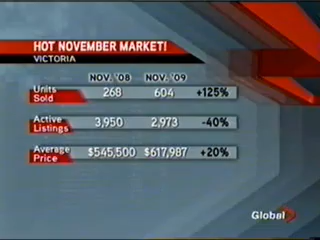 HOT NOVEMBER MARKET!
VICTORIA
NOV. '08 NOV. '09
Units Sold 268 604 +125%
Active Listings 3,950 2,973 -40%
Average Price $545,500 $617,987 +20%
Global